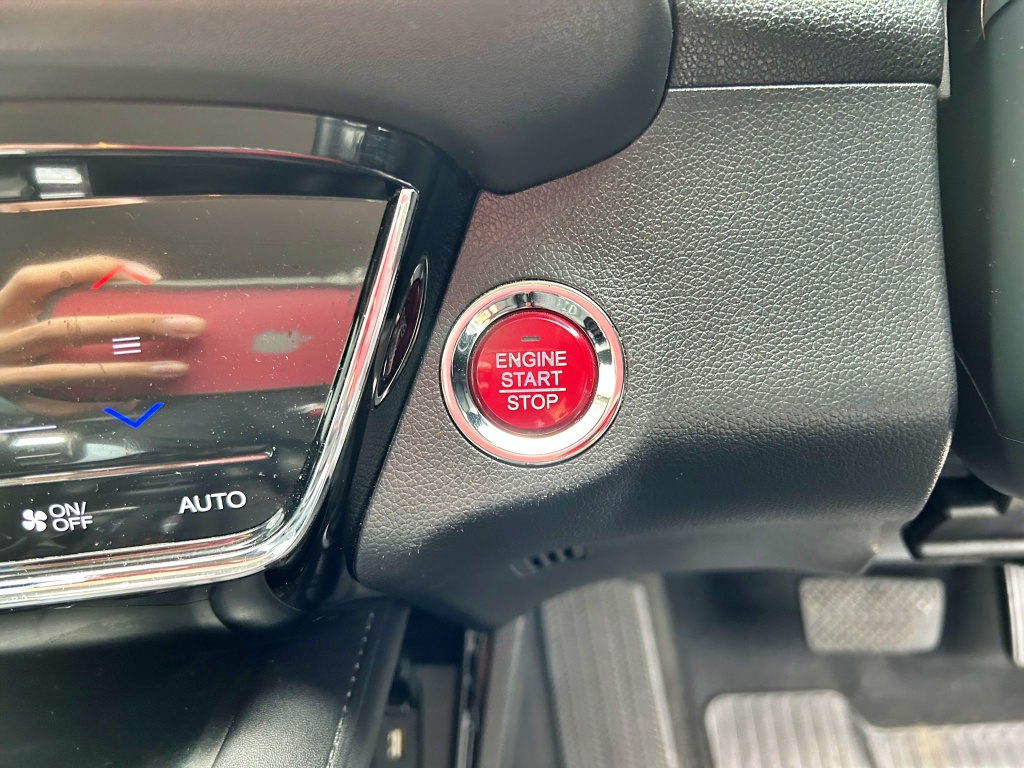 ENGINE
START
STOP
ON/
OFF
AUTO